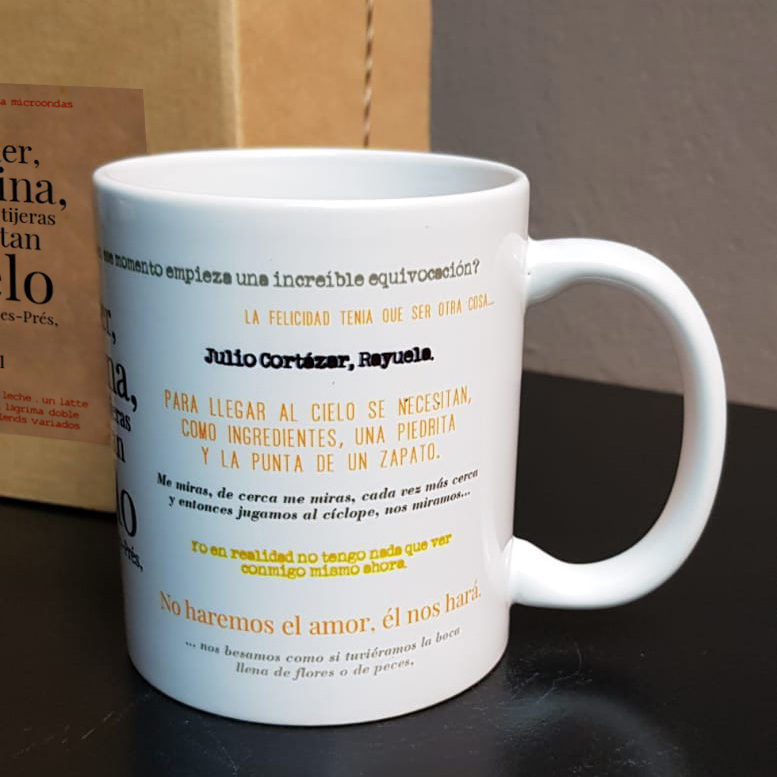 a microondas
er,
ina,
tijeras
tan
elo
es-Prés,
leche . un latte
lagrima doble
iends variados
momento empieza una increíble equivocación?
LA FELICIDAD TENIA QUE SER OTRA COSA...
Julio Cortázar, Rayuela.
PARA LLEGAR AL CIELO SE NECESITAN,
COMO INGREDIENTES, UNA PIEDRITA
Y LA PUNTA DE UN ZAPATO.
Me miras, de cerca me miras, cada vez más cerca
y entonces jugamos al cíclope, nos miramos...
Yo en realidad no tengo nada que ver
conmigo mismo ahora.
No haremos el amor, él nos hará.
... nos besamos como si tuviéramos la boca
llena de flores o de peces,